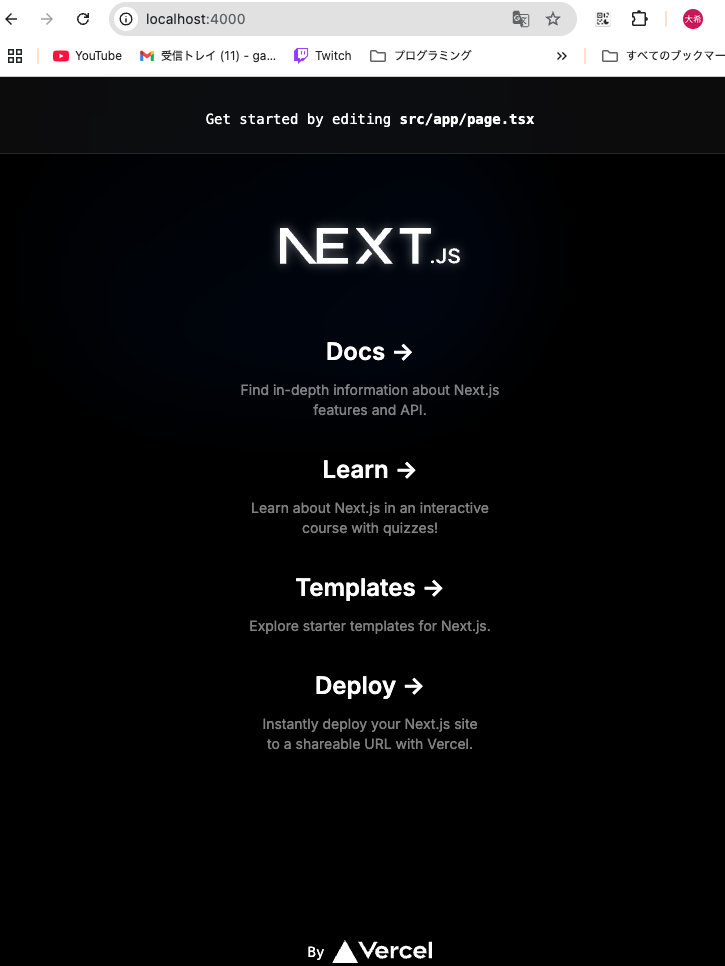 localhost:4000
大希
YouTube
受信トレイ (11) - ga...
Twitch
プログラミング
»
すべてのブックマー
Get started by editing src/app/page.tsx
NEXT.JS
Docs →
Find in-depth information about Next.js
features and API.
Learn →
Learn about Next.js in an interactive
course with quizzes!
Templates →
Explore starter templates for Next.js.
Deploy →
Instantly deploy your Next.js site
to a shareable URL with Vercel.
By Vercel